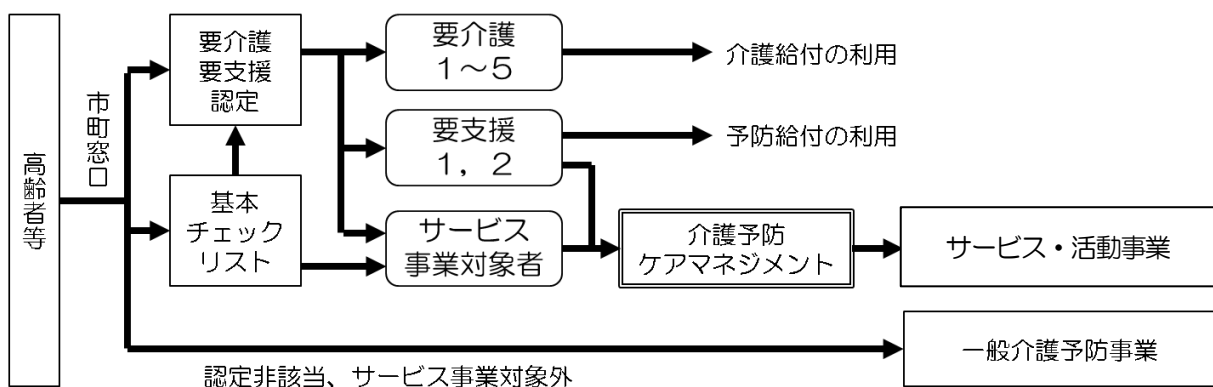 高齢者等
市町窓口
要介護
要支援
認定
基本
チェック
リスト
要介護
1～5
要支援
1，2
サービス
事業対象者
介護給付の利用
予防給付の利用
介護予防
ケアマネジメント
サービス・活動事業
一般介護予防事業
認定非該当、サービス事業対象外